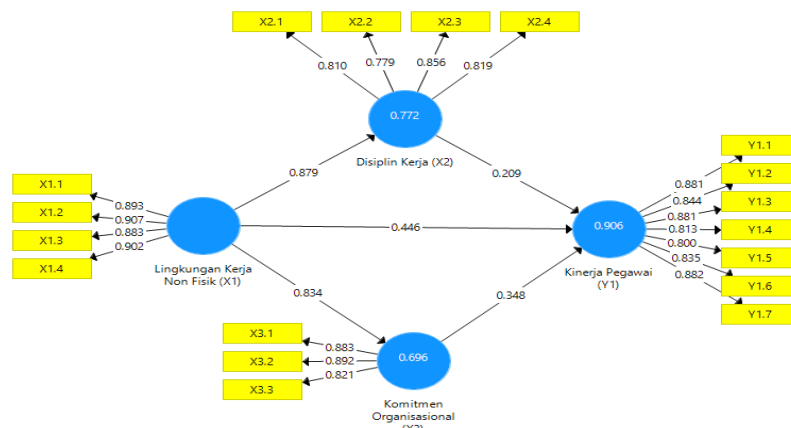 X2.1
X2.2
X2.3
X2.4
0.810
0.779
0.856
0.819
0.772
Disiplin Kerja (X2)
0.879
0.209
X1.1
X1.2
X1.3
X1.4
0.893
0.907
0.883
0.902
Lingkungan Kerja
Non Fisik (X1)
0.446
0.906
Kinerja Pegawai
(Y1)
Y1.1
Y1.2
Y1.3
Y1.4
Y1.5
Y1.6
Y1.7
0.881
0.844
0.881
0.813
0.800
0.835
0.882
0.834
0.348
X3.1
X3.2
X3.3
0.883
0.892
0.821
0.696
Komitmen
Organisasional